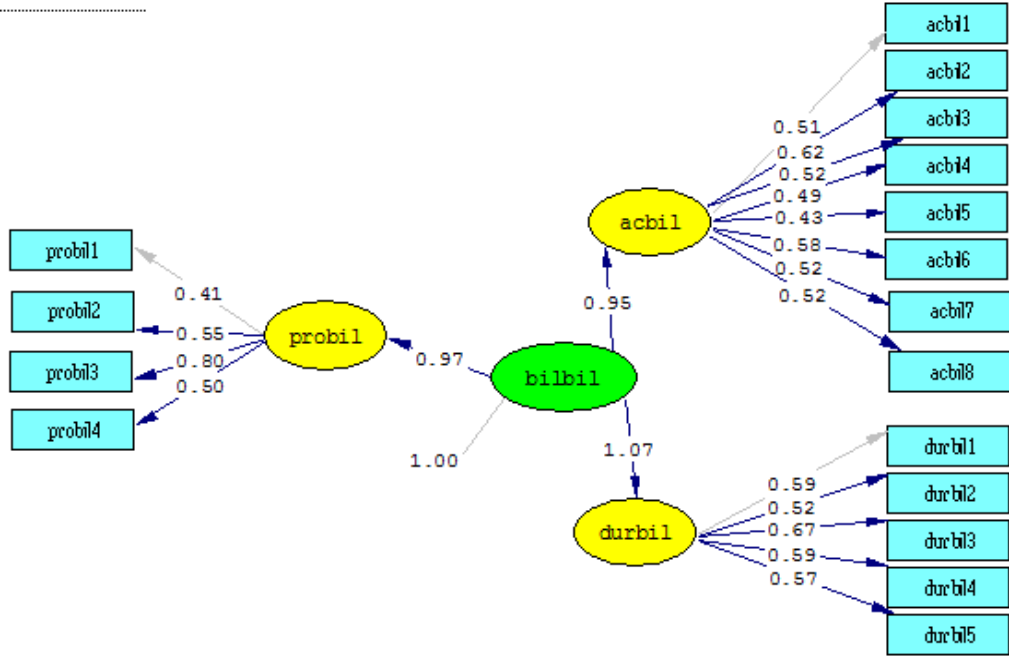 acbil1
acbil2
acbil3
acbil4
acbil5
acbil6
acbil7
acbil8
0.51
0.62
0.52
0.49
0.43
0.58
0.52
0.52
acbil
0.95
probil1
probil2
probil3
probil4
0.41
0.55
0.80
0.50
probil
0.97
bilbil
1.00
1.07
durbil
0.59
0.52
0.67
0.59
0.57
durbil1
durbil2
durbil3
durbil4
durbil5